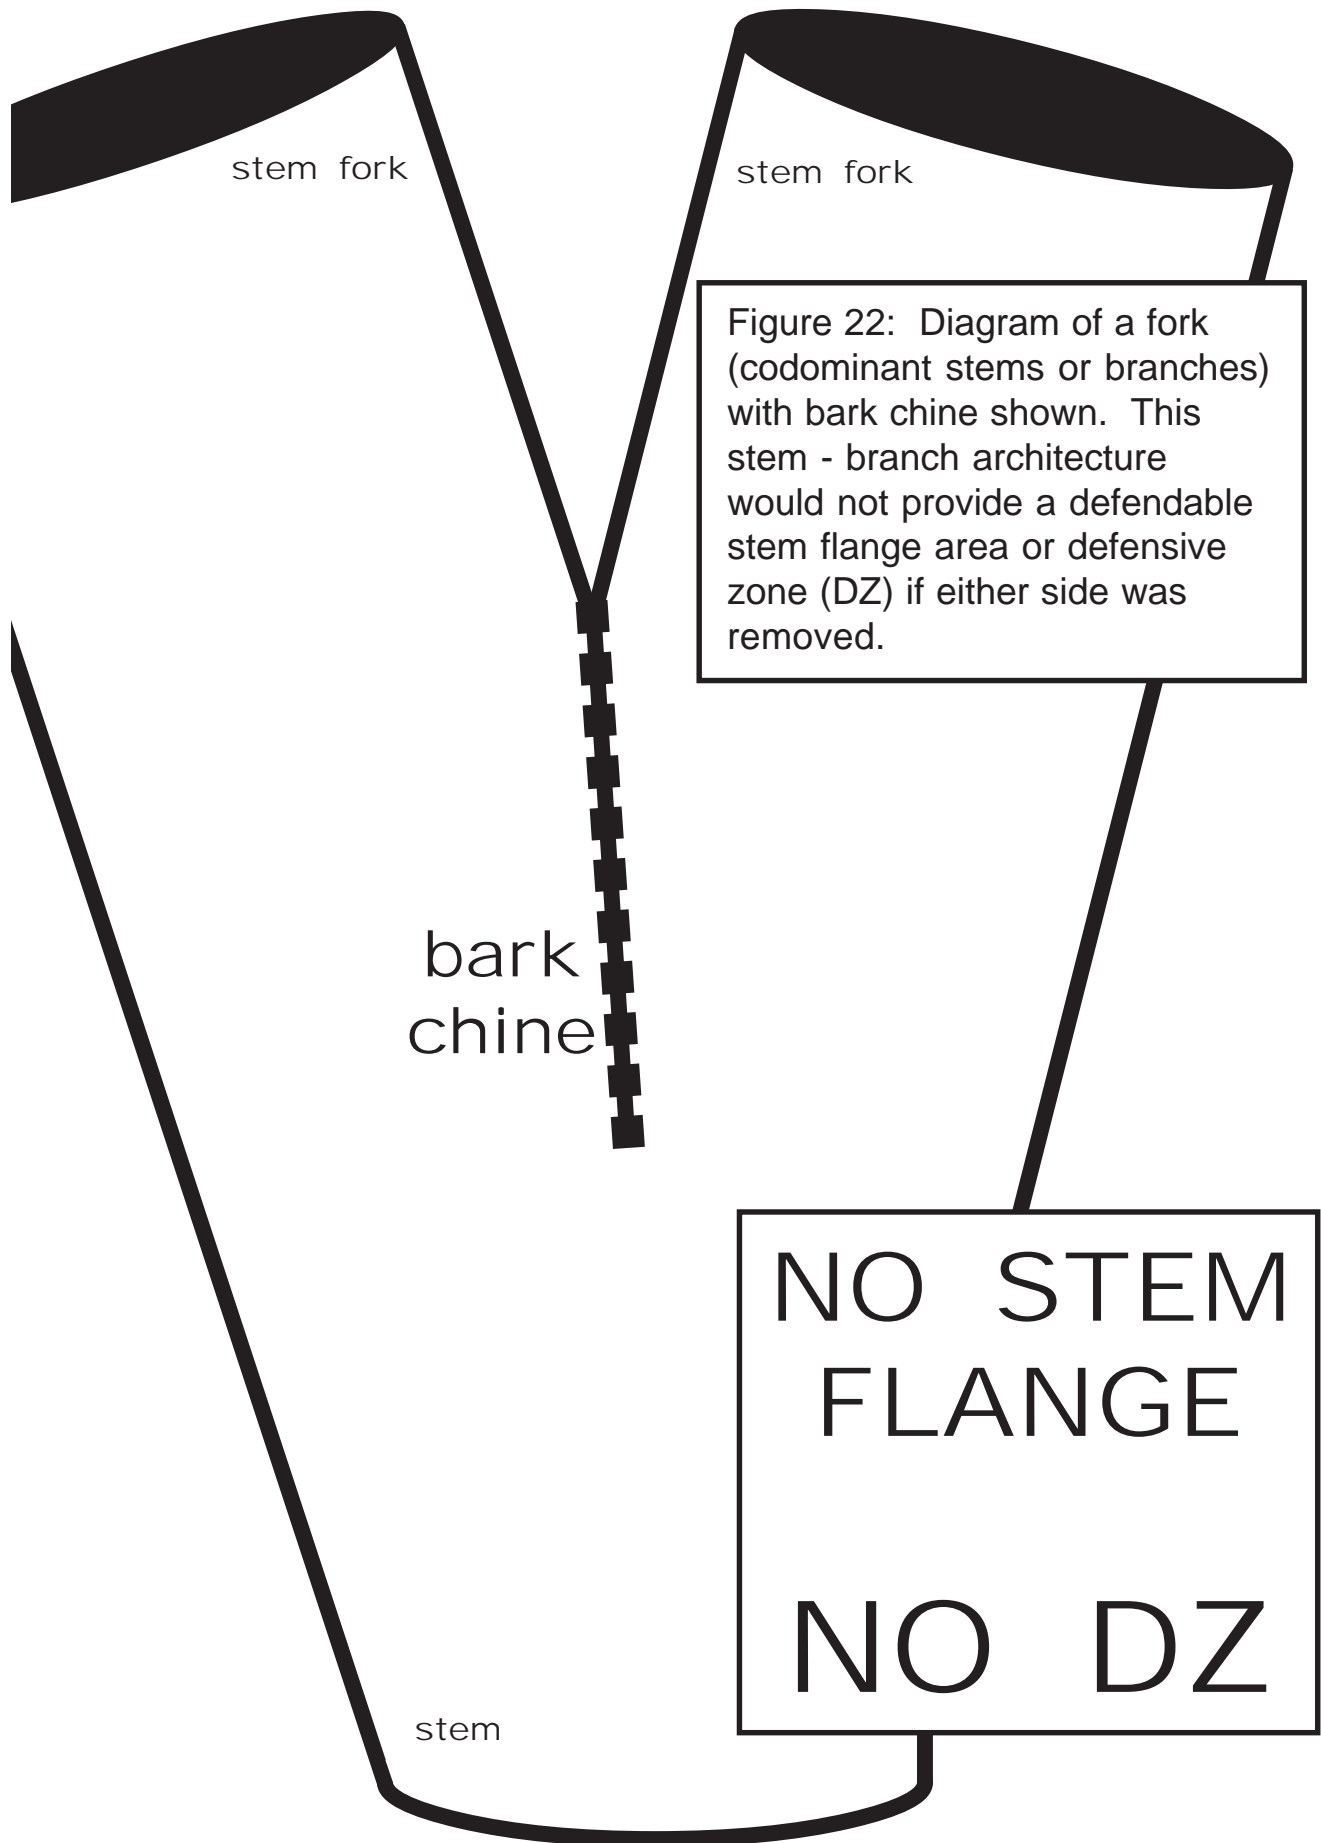 stem fork
stem fork
Figure 22: Diagram of a fork
(codominant stems or branches)
with bark chine shown. This
stem - branch architecture
would not provide a defendable
stem flange area or defensive
zone (DZ) if either side was
removed.
bark
chine
NO STEM
FLANGE
NO DZ
stem